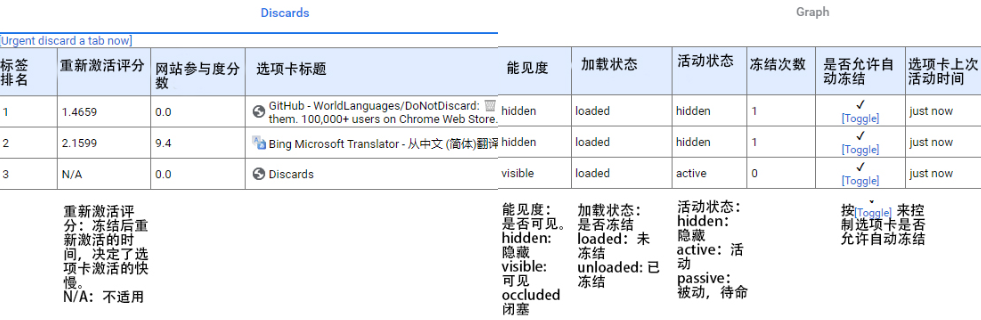 Discards
Graph
[Urgent discard a tab now]
标签
排名
重新激活评分
网站参与度分
数
选项卡标题
能见度
加载状态
活动状态
冻结次数
是否允许自
动冻结
选项卡上次
活动时间
1
1.4659
0.0
GitHub - WorldLanguages/DoNotDiscard:
them. 100,000+ users on Chrome Web Store.
hidden
loaded
hidden
1
✓
[Toggle]
just now
2
2.1599
9.4
Bing Microsoft Translator - 从中文 (简体)翻译
hidden
loaded
hidden
1
✓
[Toggle]
just now
3
N/A
0.0
Discards
visible
loaded
active
0
✓
[Toggle]
just now
重新激活评
分：冻结后重
新激活的时
间，决定了选
项卡激活的快
慢。
N/A：不适用
能见度：
是否可见。
hidden:
隐藏
visible:
可见
occluded
闭塞
加载状态：
是否冻结
loaded：未
冻结
unloaded: 已
冻结
活动状态：
hidden：
隐藏
active：活
动
passive：
被动，待命
按[Toggle] 来控
制选项卡是否
允许自动冻结